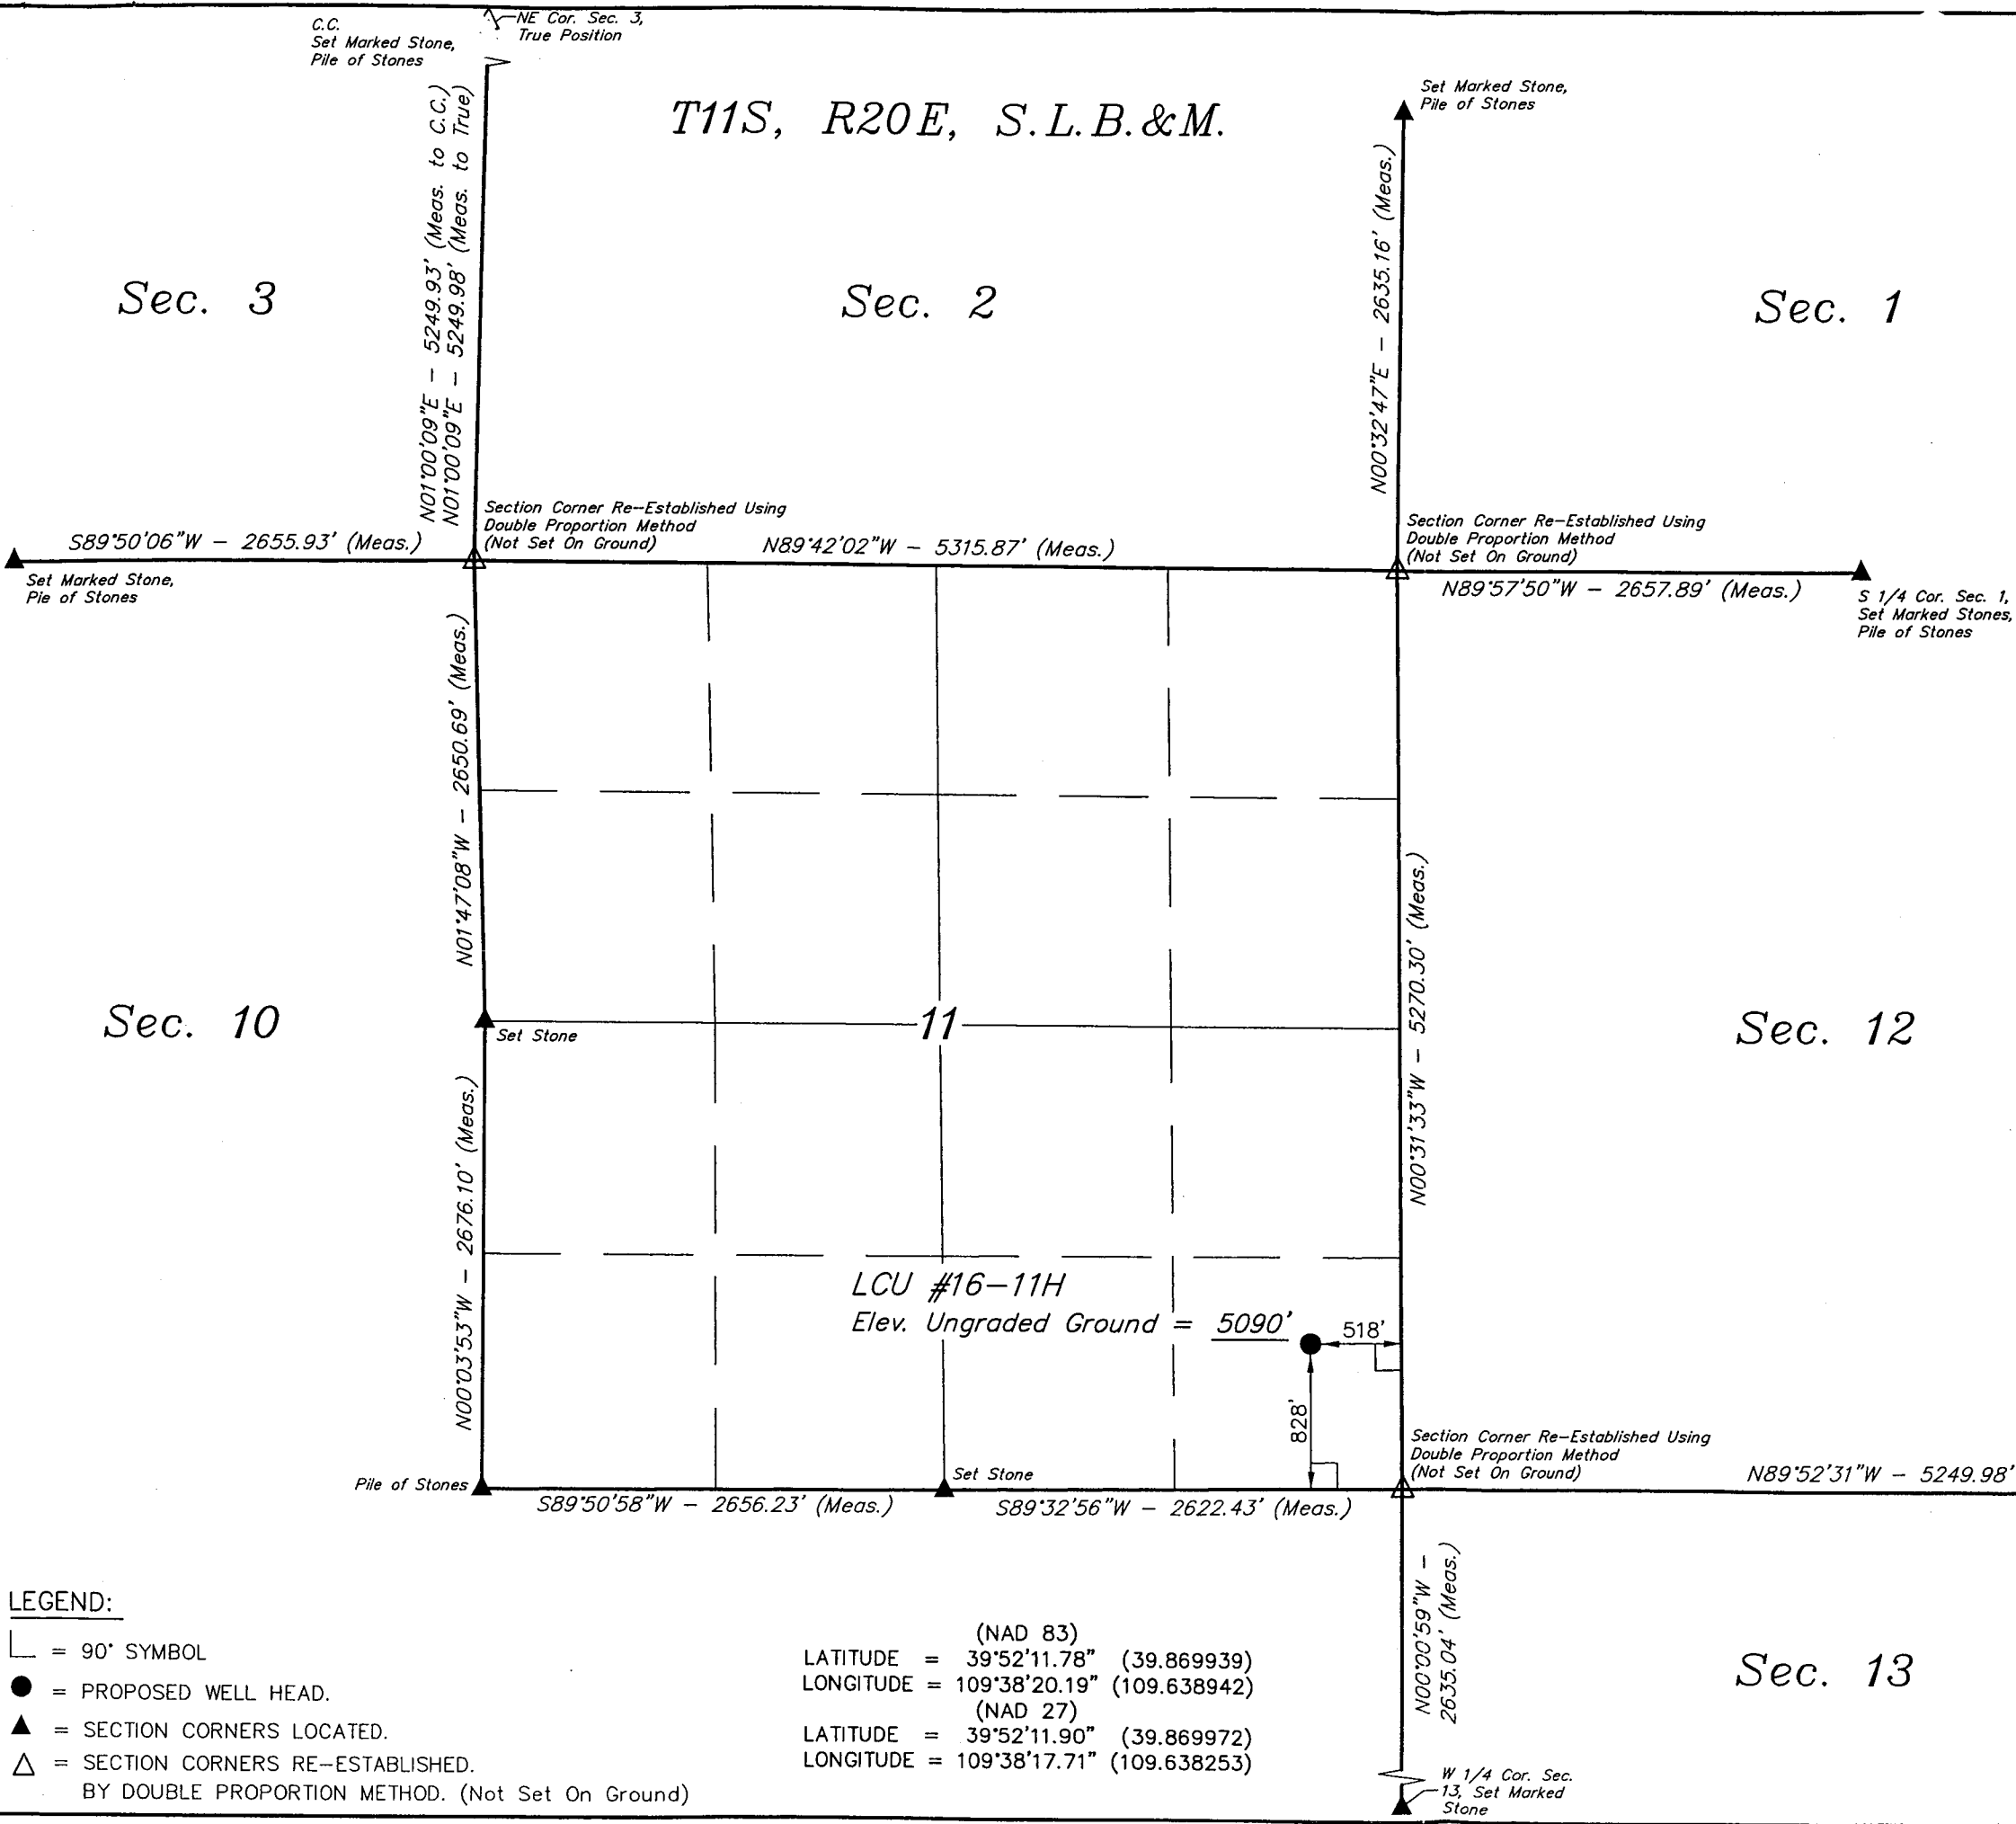 C.C.
Set Marked Stone,
Pile of Stones
NE Cor. Sec. 3,
True Position
T11S, R20E, S.L.B.&M.
Set Marked Stone,
Pile of Stones
N01°00'09"E - 5249.93' (Meas. to C.C.)
N01°00'09"E - 5249.98' (Meas. to True)
N00°32'47"E - 2635.16' (Meas.)
Sec. 3
Sec. 2
Sec. 1
Section Corner Re-Established Using
Double Proportion Method
(Not Set On Ground)
Section Corner Re-Established Using
Double Proportion Method
(Not Set On Ground)
S89°50'06"W - 2655.93' (Meas.)
N89°42'02"W - 5315.87' (Meas.)
N89°57'50"W - 2657.89' (Meas.)
Set Marked Stone,
Pie of Stones
S 1/4 Cor. Sec. 1,
Set Marked Stones,
Pile of Stones
N01°47'08"W - 2650.69' (Meas.)
N00°31'33"W - 5270.30' (Meas.)
Sec. 10
11
Sec. 12
Set Stone
N00°03'53"W - 2676.10' (Meas.)
LCU #16-11H
Elev. Ungraded Ground = 5090'
518'
828'
Section Corner Re-Established Using
Double Proportion Method
(Not Set On Ground)
N89°52'31"W - 5249.98'
Pile of Stones
Set Stone
S89°50'58"W - 2656.23' (Meas.)
S89°32'56"W - 2622.43' (Meas.)
N00°00'59"W -
2635.04' (Meas.)
Sec. 13
W 1/4 Cor. Sec.
13, Set Marked
Stone
LEGEND:
= 90° SYMBOL
= PROPOSED WELL HEAD.
= SECTION CORNERS LOCATED.
= SECTION CORNERS RE-ESTABLISHED.
BY DOUBLE PROPORTION METHOD. (Not Set On Ground)
(NAD 83)
LATITUDE = 39°52'11.78" (39.869939)
LONGITUDE = 109°38'20.19" (109.638942)
(NAD 27)
LATITUDE = 39°52'11.90" (39.869972)
LONGITUDE = 109°38'17.71" (109.638253)